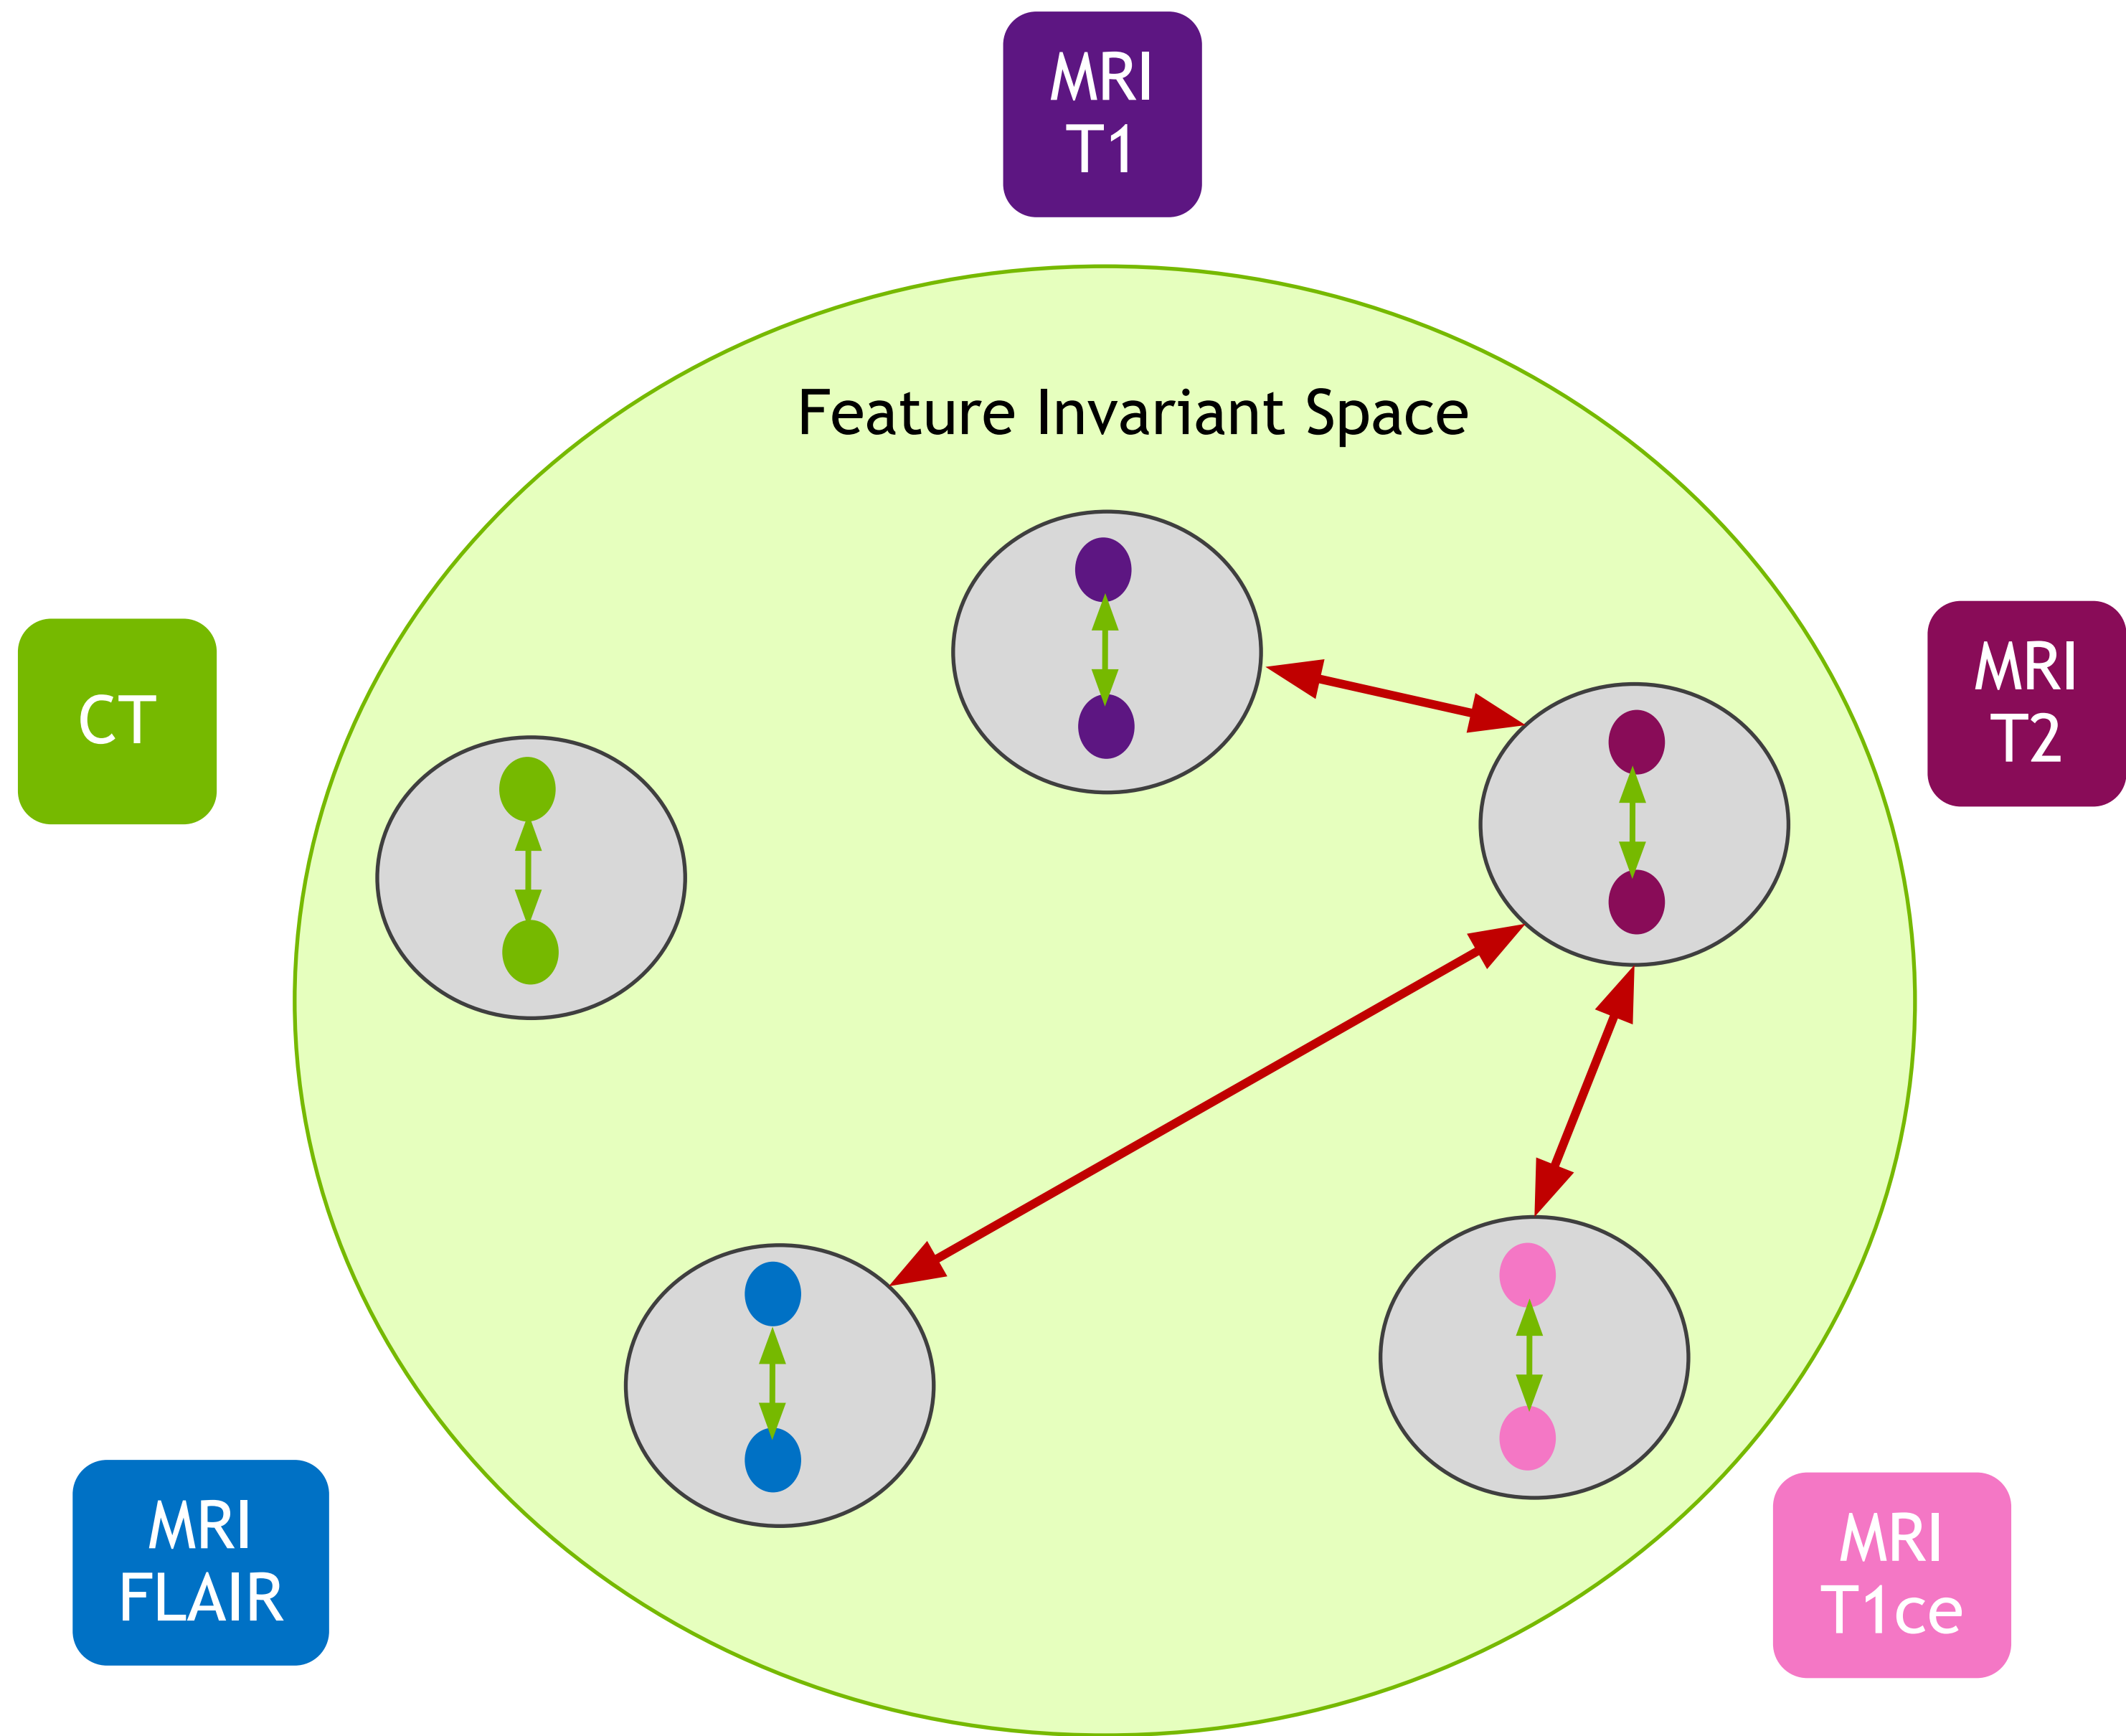 MRI
T1
Feature Invariant Space
MRI
T2
CT
MRI
FLAIR
MRI
T1ce